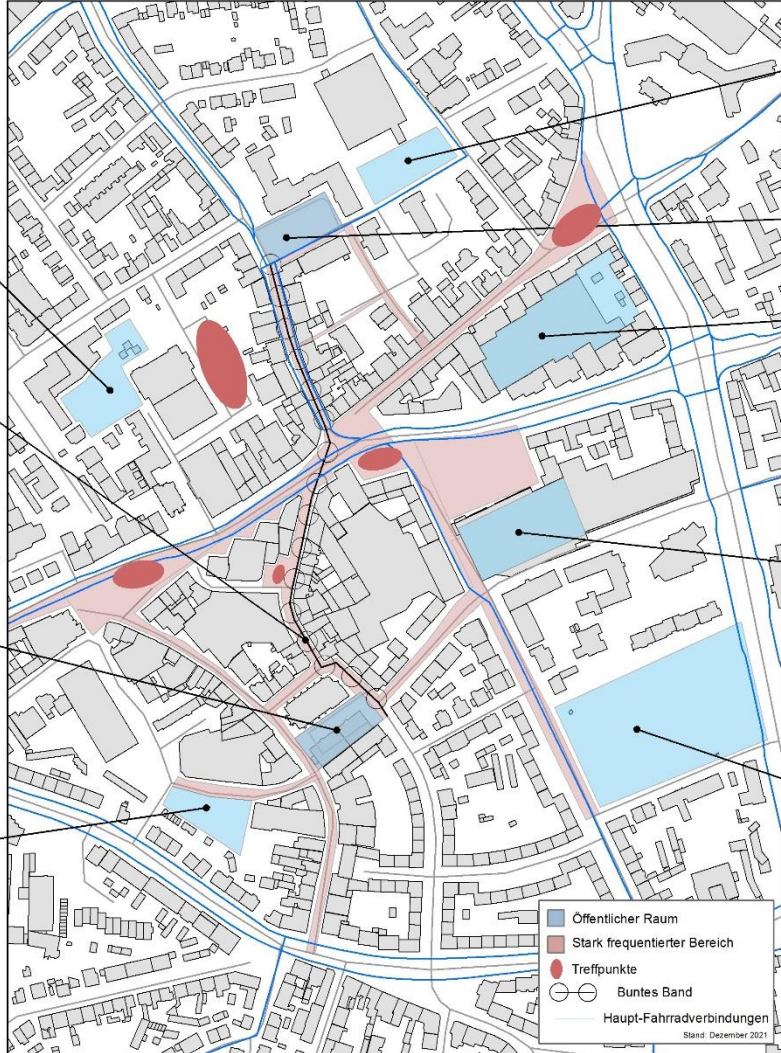 Öffentlicher Raum
Stark frequentierter Bereich
Treffpunkte
Buntes Band
Haupt-Fahrradverbindungen
Stand: Dezember 2021